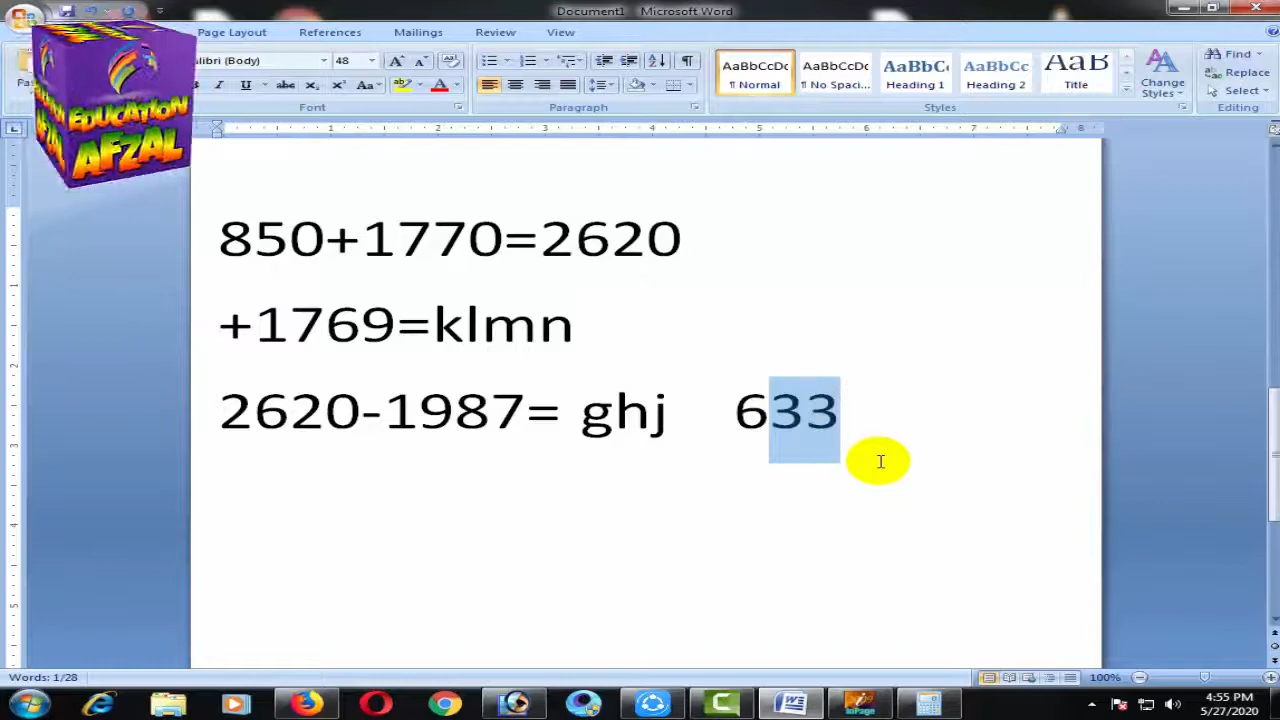 Document1 - Microsoft Word
Page Layout References Mailings Review View
Calibri (Body) 48
Find
Replace
Select
AaBbCcDc AaBbCcDc AaBbC AaBbCc AaB
¶ Normal ¶ No Spaci... Heading 1 Heading 2 Title
Change Styles
Font Paragraph Styles Editing
EDUCATION
AFZAL
850+1770=2620
+1769=klmn
2620-1987= ghj 633
Words: 1/28 100%
4:55 PM
5/27/2020